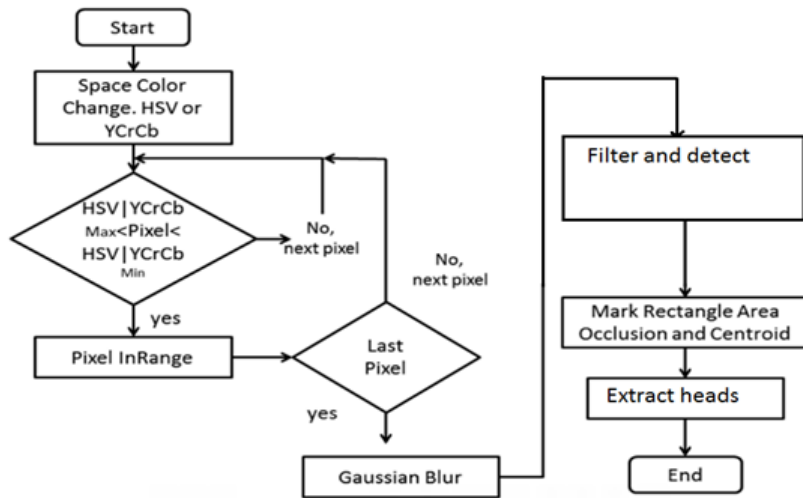 Start
Space Color
Change. HSV or
YCrCb
HSV|YCrCb
Max<Pixel<
HSV|YCrCb
Min
No,
next pixel
yes
Pixel InRange
No,
next pixel
Last
Pixel
yes
Gaussian Blur
Filter and detect
Mark Rectangle Area
Occlusion and Centroid
Extract heads
End